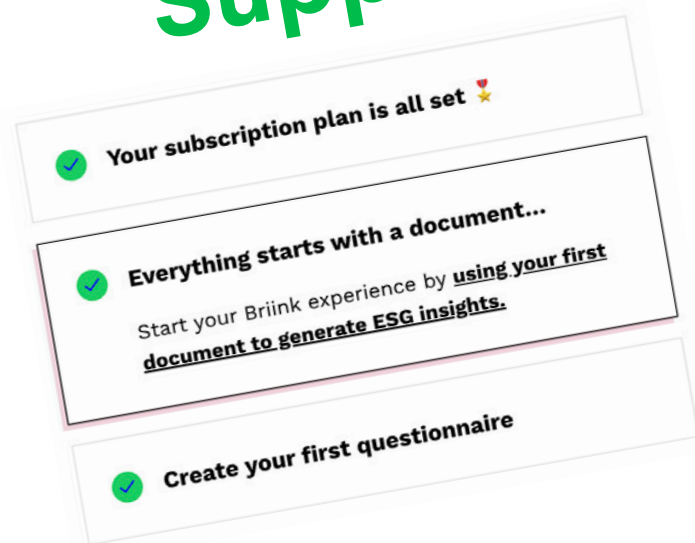 Your subscription plan is all set 🎖️
Everything starts with a document...
Start your Briink experience by using your first
document to generate ESG insights.
Create your first questionnaire